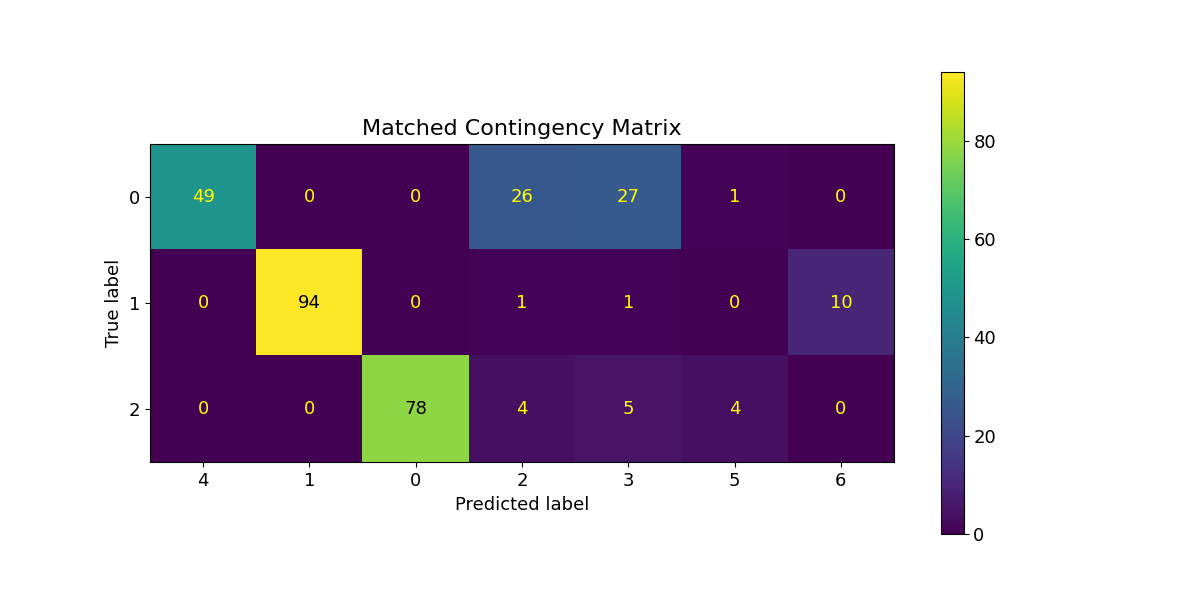 Matched Contingency Matrix
True label
0 49 0 0 26 27 1 0
1 0 94 0 1 1 0 10
2 0 0 78 4 5 4 0
4 1 0 2 3 5 6
Predicted label
80
60
40
20
0